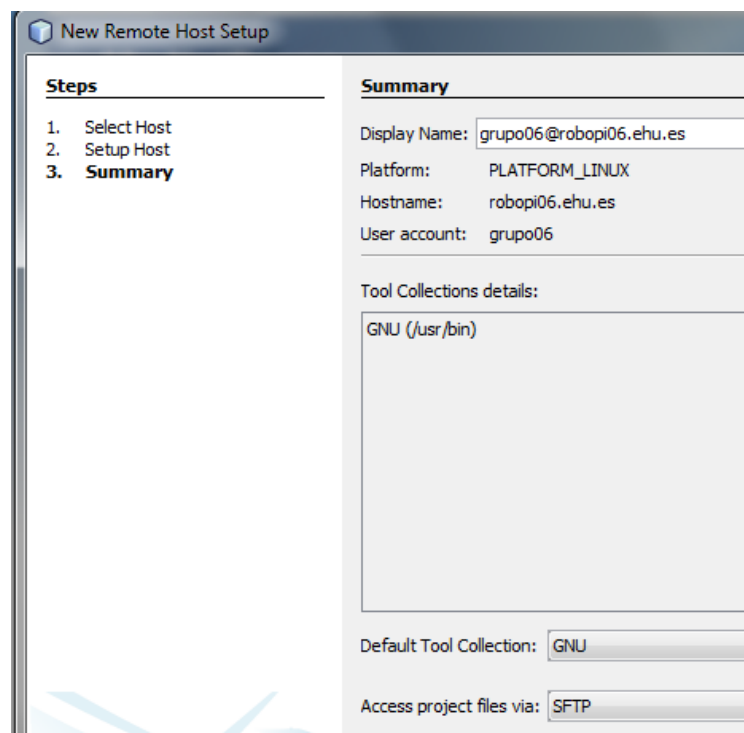 New Remote Host Setup
Steps
1. Select Host
2. Setup Host
3. Summary
Summary
Display Name: grupo06@robopi06.ehu.es
Platform: PLATFORM_LINUX
Hostname: robopi06.ehu.es
User account: grupo06
Tool Collections details:
GNU (/usr/bin)
Default Tool Collection: GNU
Access project files via: SFTP